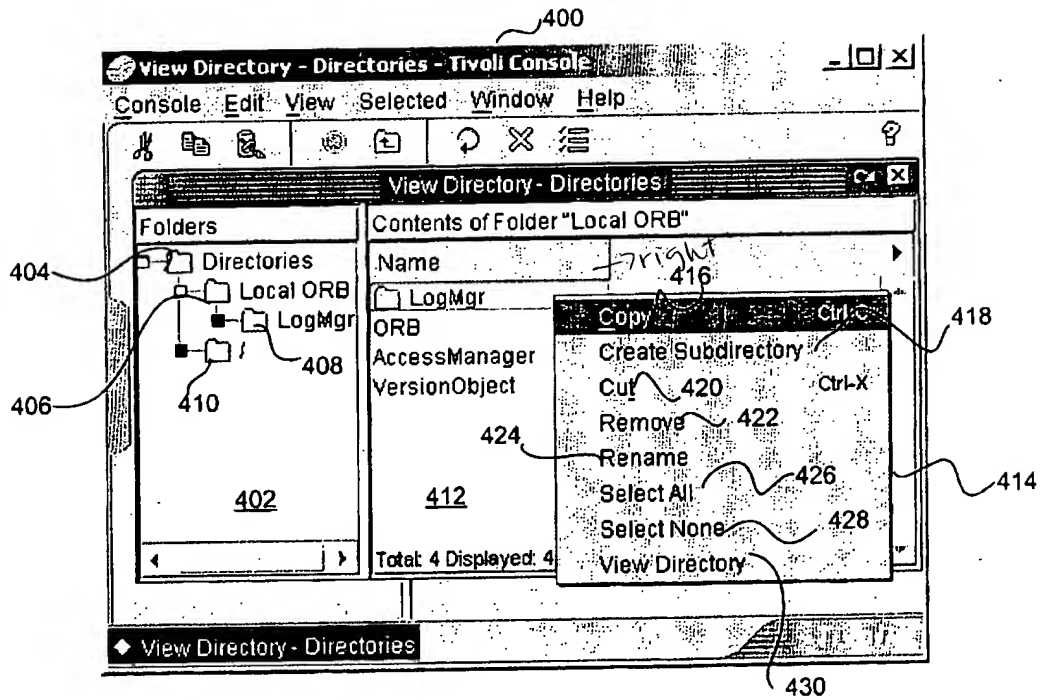 400
View Directory - Directories - Tivoli Console
Console Edit View Selected Window Help
View Directory - Directories
Folders
Contents of Folder "Local ORB"
404
Directories
Name
right
416
Local ORB
LogMgr
Copy Ctrl-C
418
LogMgr
ORB
Create Subdirectory
408
/
AccessManager
Cut 420 Ctrl-X
406
410
VersionObject
Remove 422
424
Rename
426
414
402
412
Select All
Select None 428
Total: 4 Displayed: 4
View Directory
View Directory - Directories
430